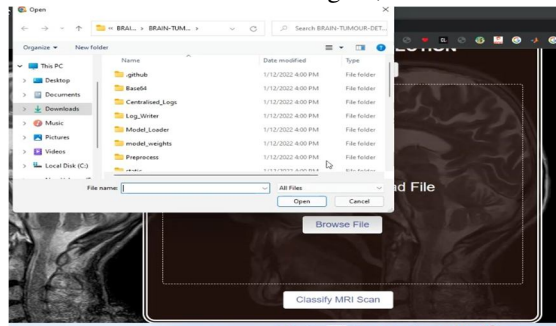 Open
BRAI... > BRAIN-TUM... >
Search BRAIN-TUMOUR-DET...
Organize
New folder
Name
Date modified
Type
This PC
Desktop
Documents
Downloads
Music
Pictures
Videos
Local Disk (C:)
.github
1/12/2022 4:00 PM
File folder
Base64
1/12/2022 4:00 PM
File folder
Centralised_Logs
1/12/2022 4:00 PM
File folder
Log_Writer
1/12/2022 4:00 PM
File folder
Model_Loader
1/12/2022 4:00 PM
File folder
model_weights
1/12/2022 4:00 PM
File folder
Preprocess
1/12/2022 4:00 PM
File folder
File name:
All Files
Open
Cancel
ad File
Browse File
Classify MRI Scan